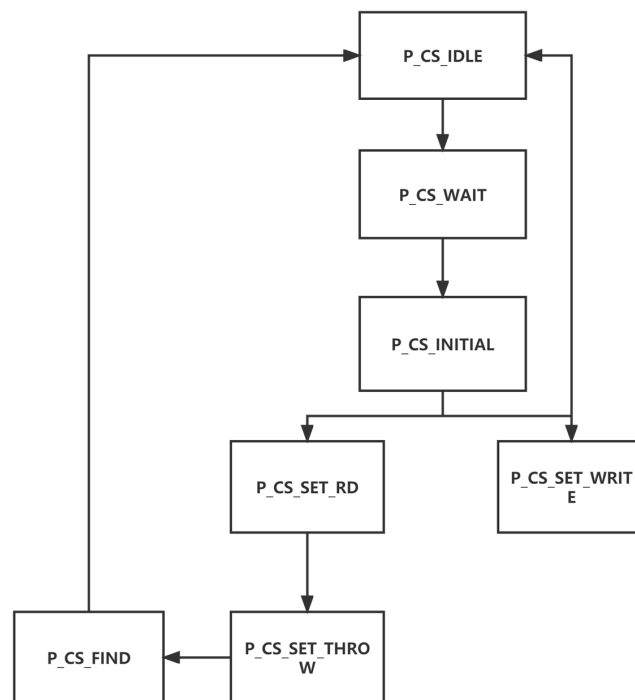 P_CS_IDLE
P_CS_WAIT
P_CS_INITIAL
P_CS_SET_RD
P_CS_SET_WRIT
E
P_CS_FIND
P_CS_SET_THRO
W